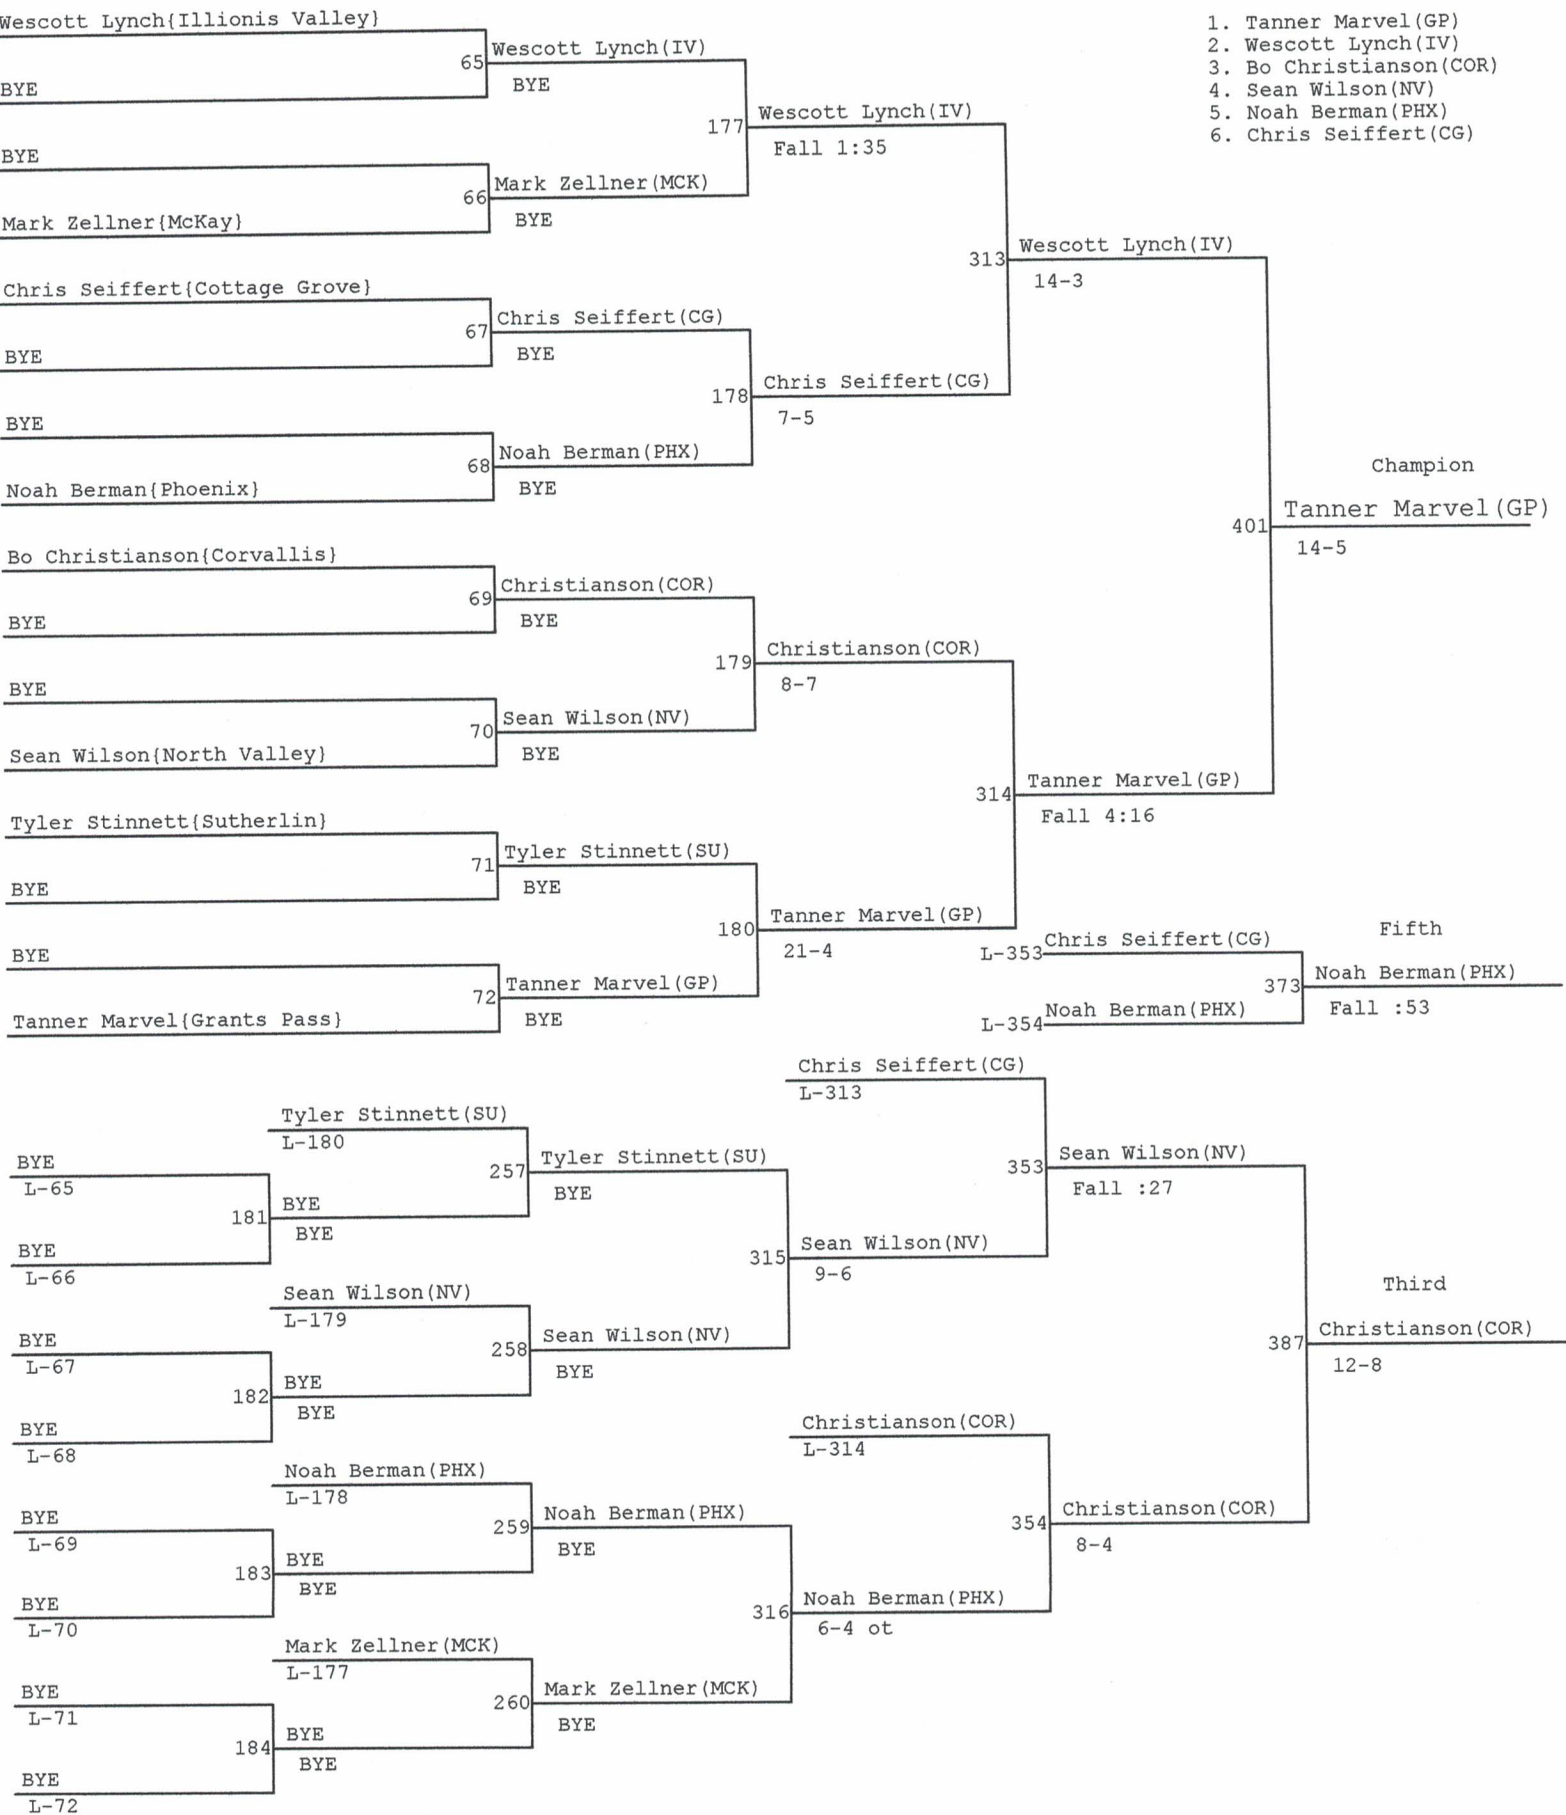 1. Tanner Marvel(GP)
2. Wescott Lynch(IV)
3. Bo Christianson(COR)
4. Sean Wilson(NV)
5. Noah Berman(PHX)
6. Chris Seiffert(CG)
Wescott Lynch{Illionis Valley}
65
Wescott Lynch(IV)
BYE
BYE
177
Wescott Lynch(IV)
Fall 1:35
BYE
66
Mark Zellner(MCK)
BYE
Mark Zellner{McKay}
313
Wescott Lynch(IV)
14-3
Chris Seiffert{Cottage Grove}
67
Chris Seiffert(CG)
BYE
BYE
178
Chris Seiffert(CG)
7-5
BYE
68
Noah Berman(PHX)
BYE
Noah Berman{Phoenix}
Champion
401
Tanner Marvel(GP)
14-5
Bo Christianson{Corvallis}
69
Christianson(COR)
BYE
BYE
179
Christianson(COR)
8-7
BYE
70
Sean Wilson(NV)
BYE
Sean Wilson{North Valley}
314
Tanner Marvel(GP)
Fall 4:16
Tyler Stinnett{Sutherlin}
71
Tyler Stinnett(SU)
BYE
BYE
180
Tanner Marvel(GP)
21-4
BYE
72
Tanner Marvel(GP)
BYE
Tanner Marvel{Grants Pass}
Fifth
L-353
Chris Seiffert(CG)
373
Noah Berman(PHX)
Fall :53
L-354
Noah Berman(PHX)
Chris Seiffert(CG)
L-313
Tyler Stinnett(SU)
L-180
257
Tyler Stinnett(SU)
BYE
BYE
L-65
181
BYE
BYE
BYE
L-66
353
Sean Wilson(NV)
Fall :27
315
Sean Wilson(NV)
9-6
Sean Wilson(NV)
L-179
258
Sean Wilson(NV)
BYE
BYE
L-67
182
BYE
BYE
BYE
L-68
Third
387
Christianson(COR)
12-8
Christianson(COR)
L-314
Noah Berman(PHX)
L-178
259
Noah Berman(PHX)
BYE
BYE
L-69
183
BYE
BYE
BYE
L-70
354
Christianson(COR)
8-4
316
Noah Berman(PHX)
6-4 ot
Mark Zellner(MCK)
L-177
260
Mark Zellner(MCK)
BYE
BYE
L-71
184
BYE
BYE
BYE
L-72